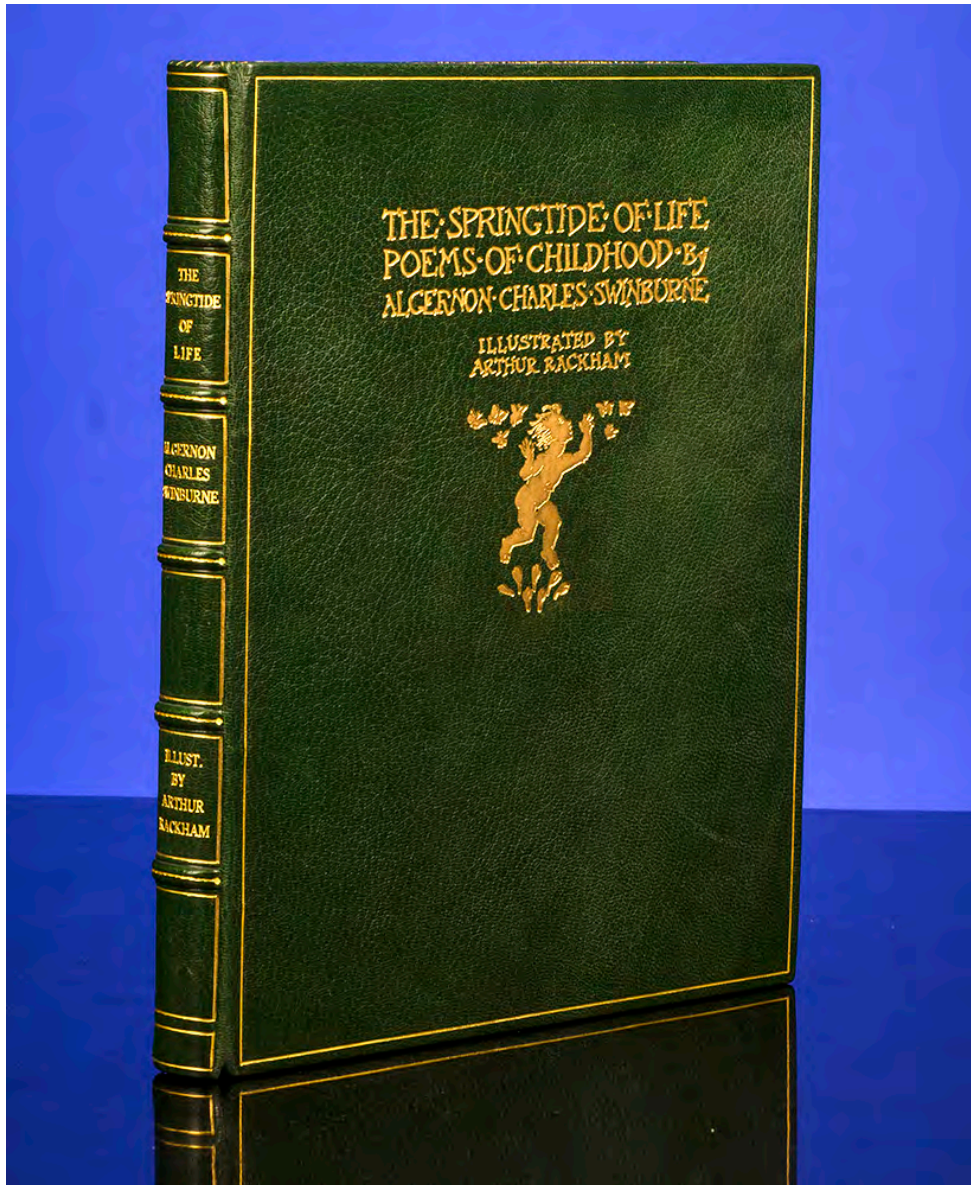 THE·SPRINGTIDE·OF·LIFE
POEMS·OF·CHILDHOOD·By
ALGERNON·CHARLES·SWINBURNE
ILLUSTRATED BY
ARTHUR RACKHAM
THE
SPRINGTIDE
OF
LIFE
ALGERNON
CHARLES
SWINBURNE
ILLUST.
BY
ARTHUR
RACKHAM